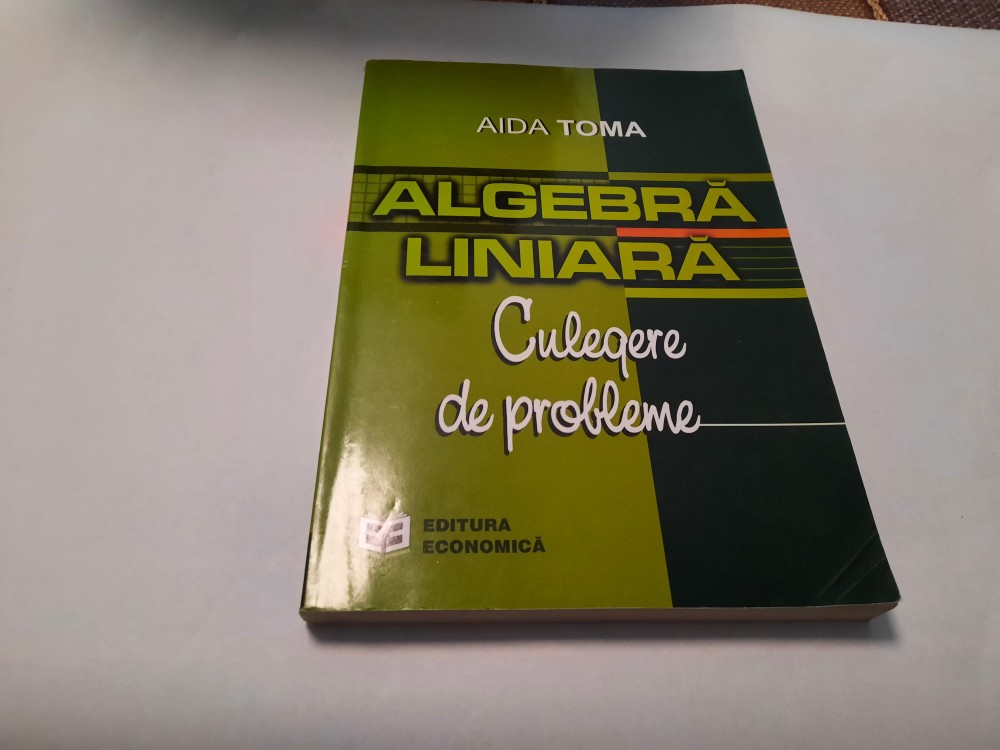 AIDA TOMA
ALGEBRĂ
LINIARĂ
Culegere
de probleme
EDITURA
ECONOMICĂ